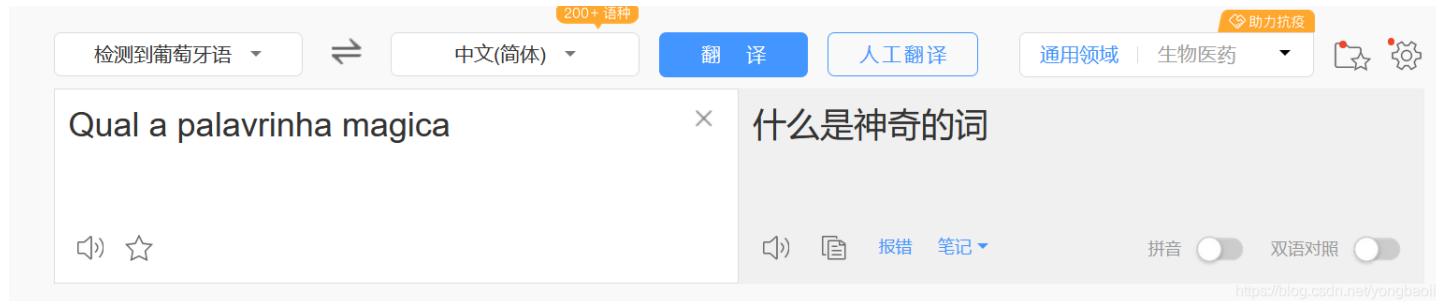 200+ 语种
助力抗疫
检测到葡萄牙语 中文(简体) 翻 译 人工翻译 通用领域 生物医药
Qual a palavrinha magica
什么是神奇的词
报错 笔记 拼音 双语对照
https://blog.csdn.net/yongbaoli